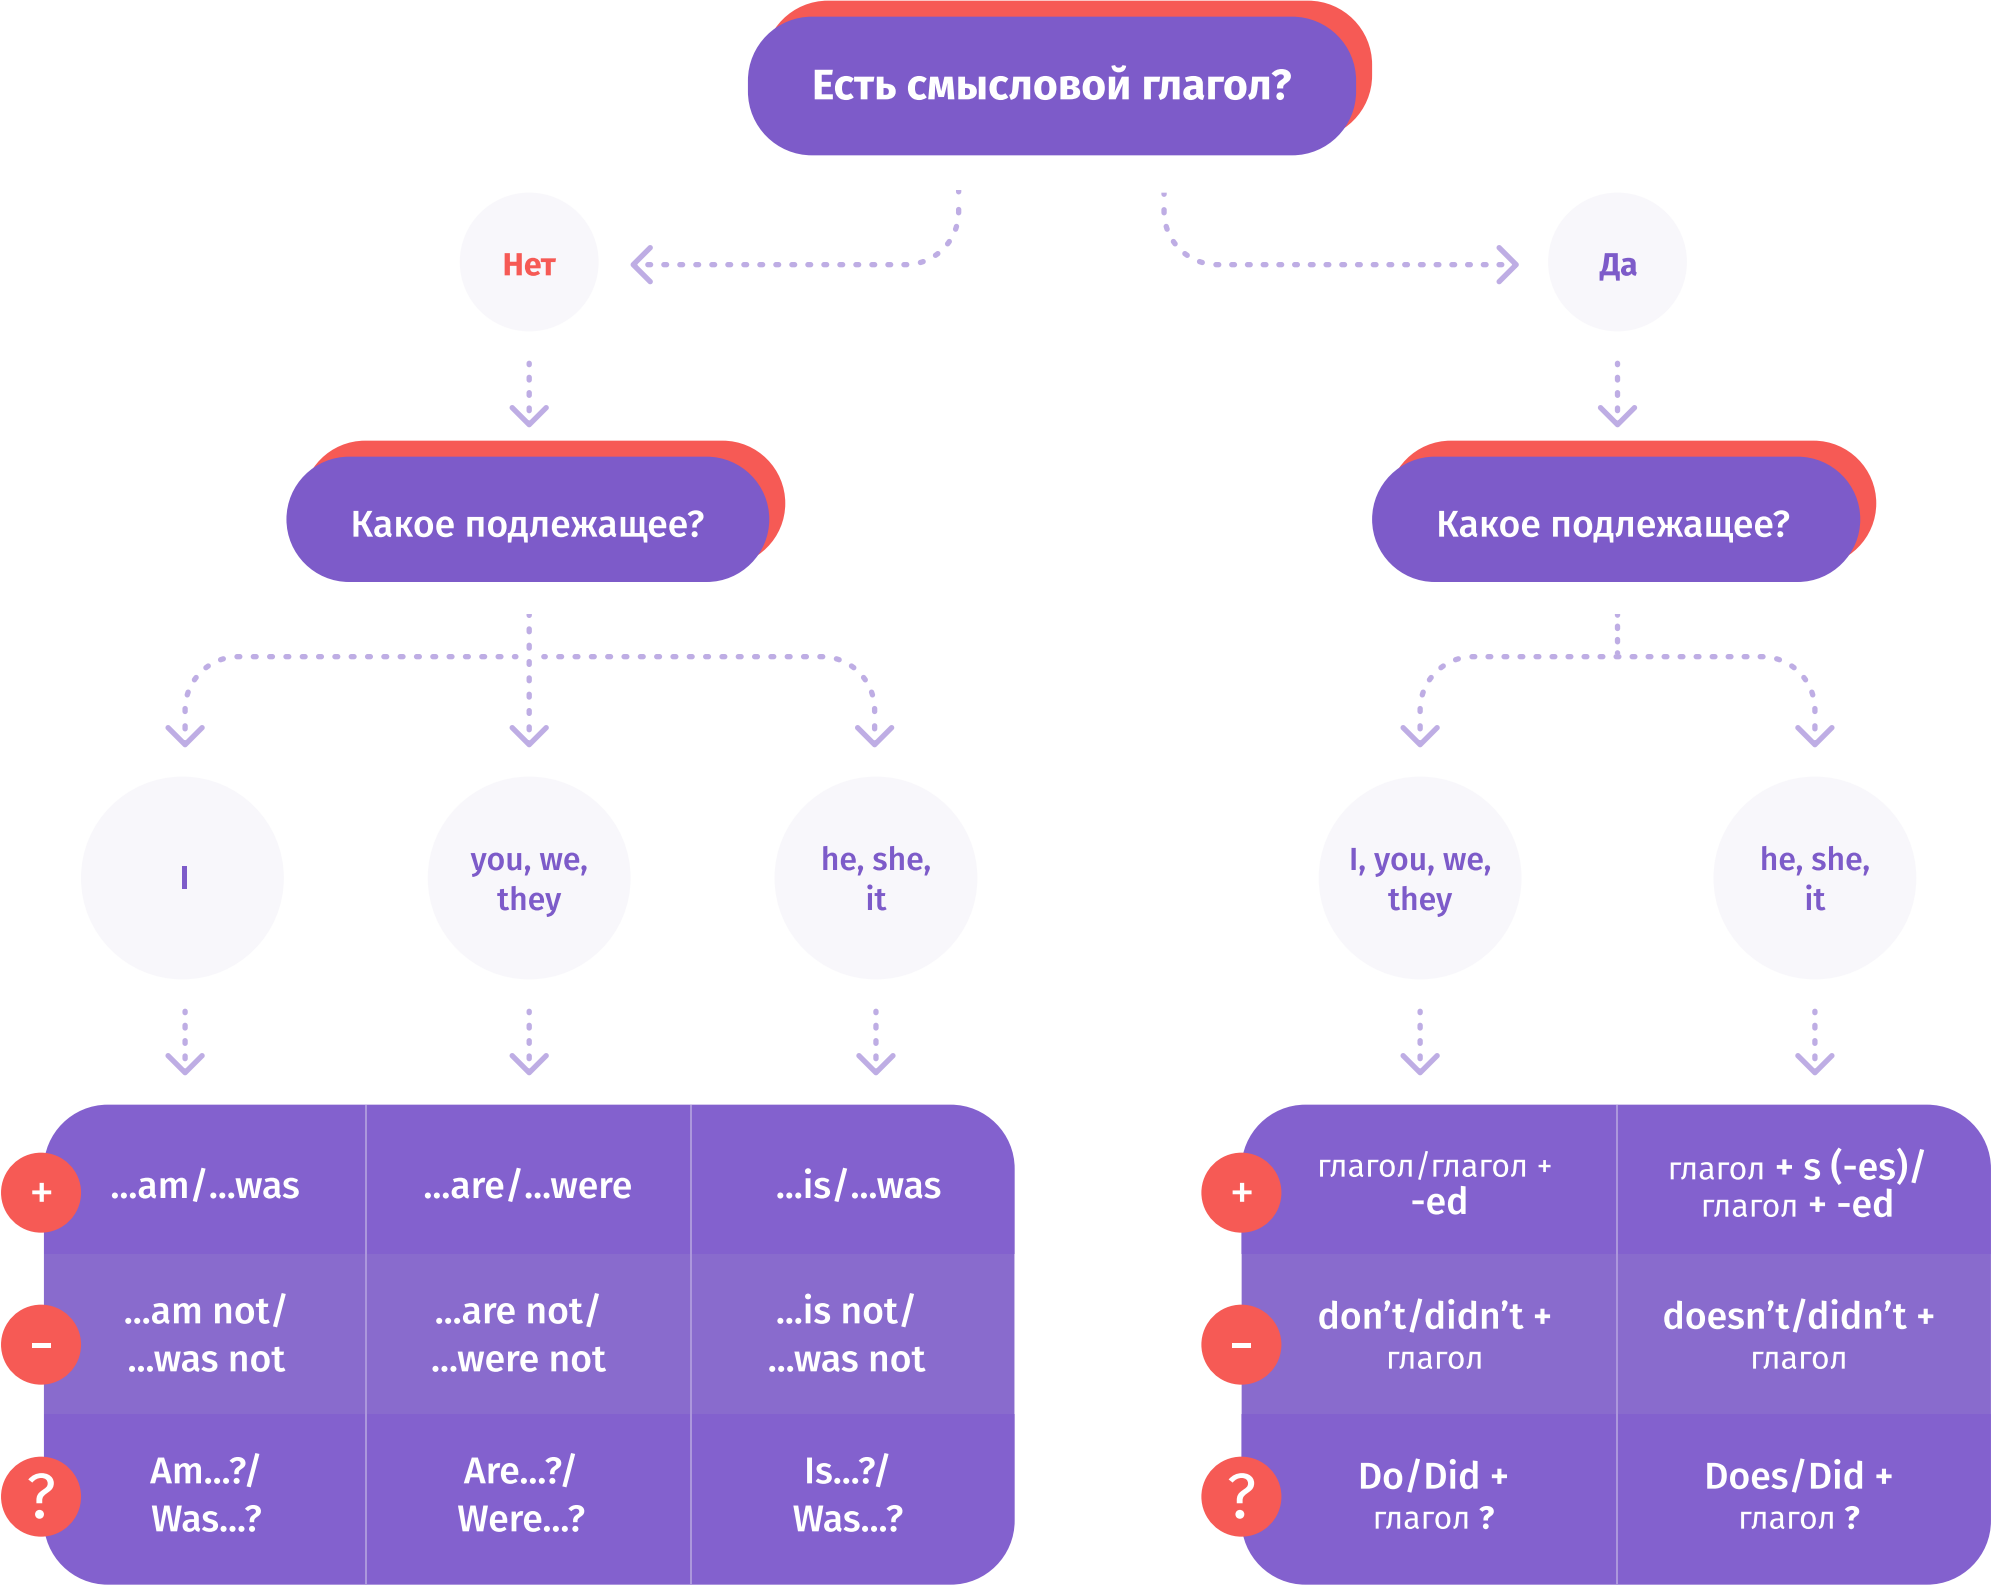 Есть смысловой глагол?
Нет
Да
Какое подлежащее?
Какое подлежащее?
I
you, we,
they
he, she,
it
I, you, we,
they
he, she,
it
+
...am/...was
...are/...were
...is/...was
–
...am not/
...was not
...are not/
...were not
...is not/
...was not
?
Am...?/
Was...?
Are...?/
Were...?
Is...?/
Was...?
+
глагол/глагол +
-ed
глагол + s (-es)/
глагол + -ed
–
don’t/didn’t +
глагол
doesn’t/didn’t +
глагол
?
Do/Did +
глагол ?
Does/Did +
глагол ?